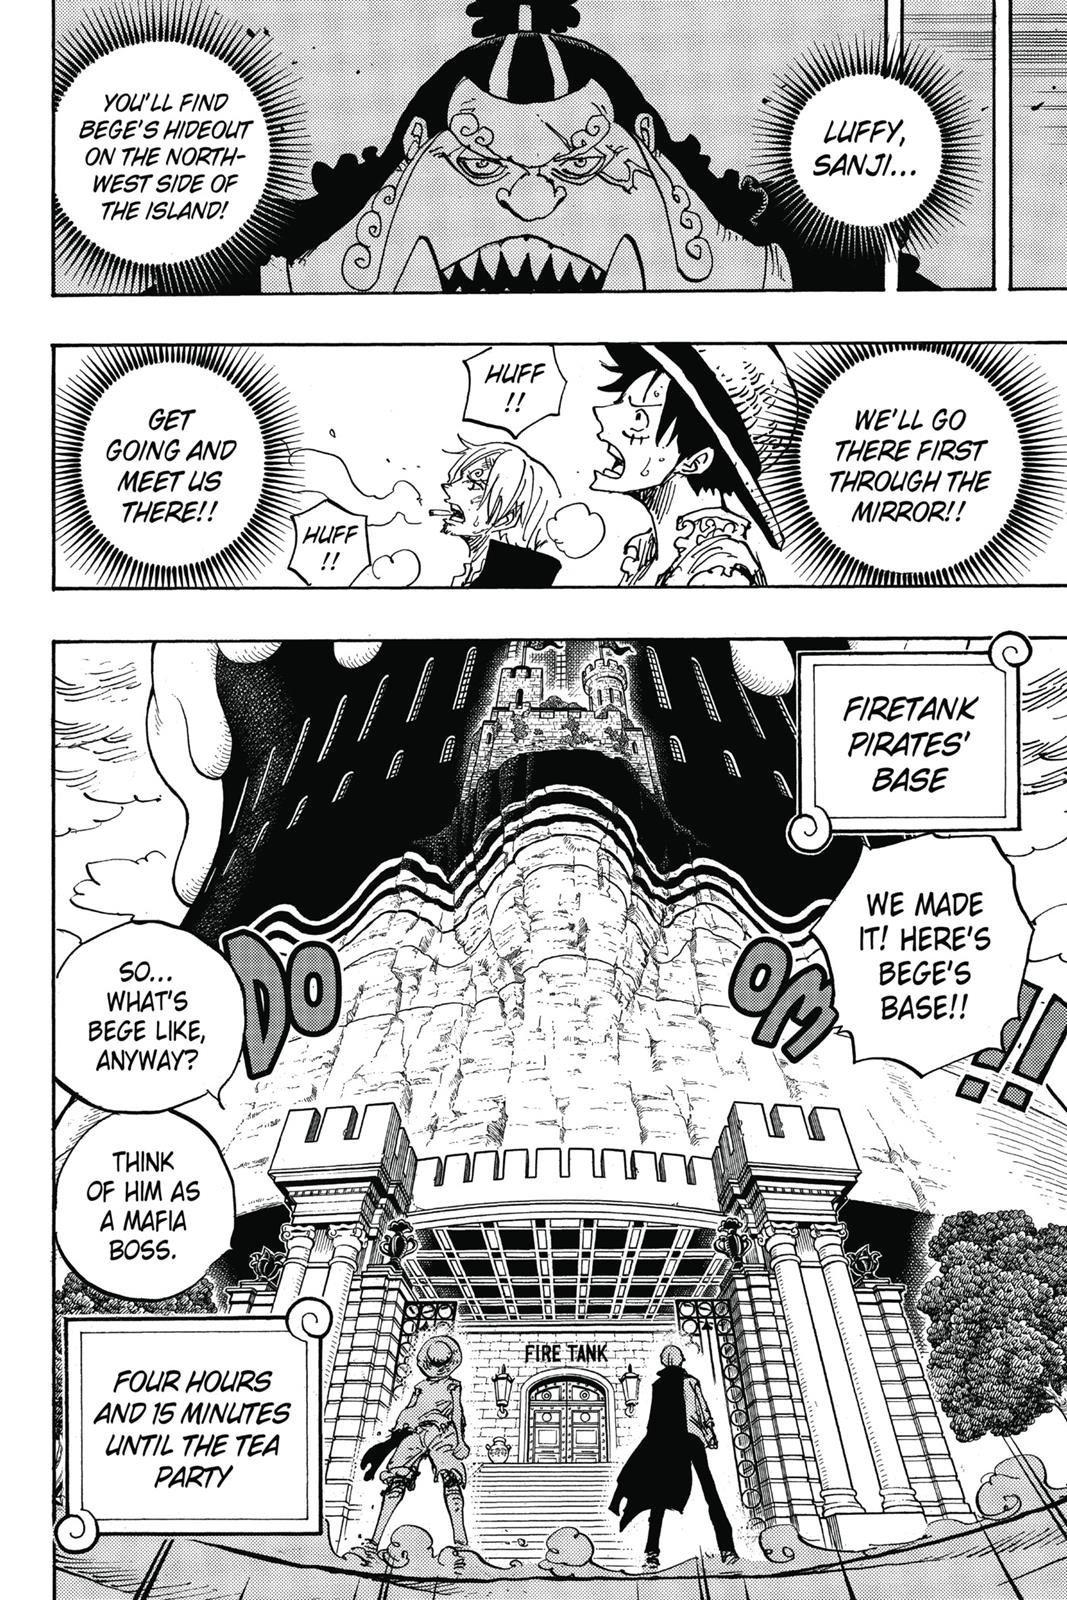 LUFFY,
SANJI...
YOU'LL FIND
BEGE'S HIDEOUT
ON THE NORTH-
WEST SIDE OF
THE ISLAND!
WE'LL GO
THERE FIRST
THROUGH THE
MIRROR!!
HUFF
!!
HUFF
!!
GET
GOING AND
MEET US
THERE!!
FIRETANK
PIRATES'
BASE
WE MADE
IT! HERE'S
BEGE'S
BASE!!
!!
DOOM
SO...
WHAT'S
BEGE LIKE,
ANYWAY?
THINK
OF HIM AS
A MAFIA
BOSS.
FIRE TANK
FOUR HOURS
AND 15 MINUTES
UNTIL THE TEA
PARTY